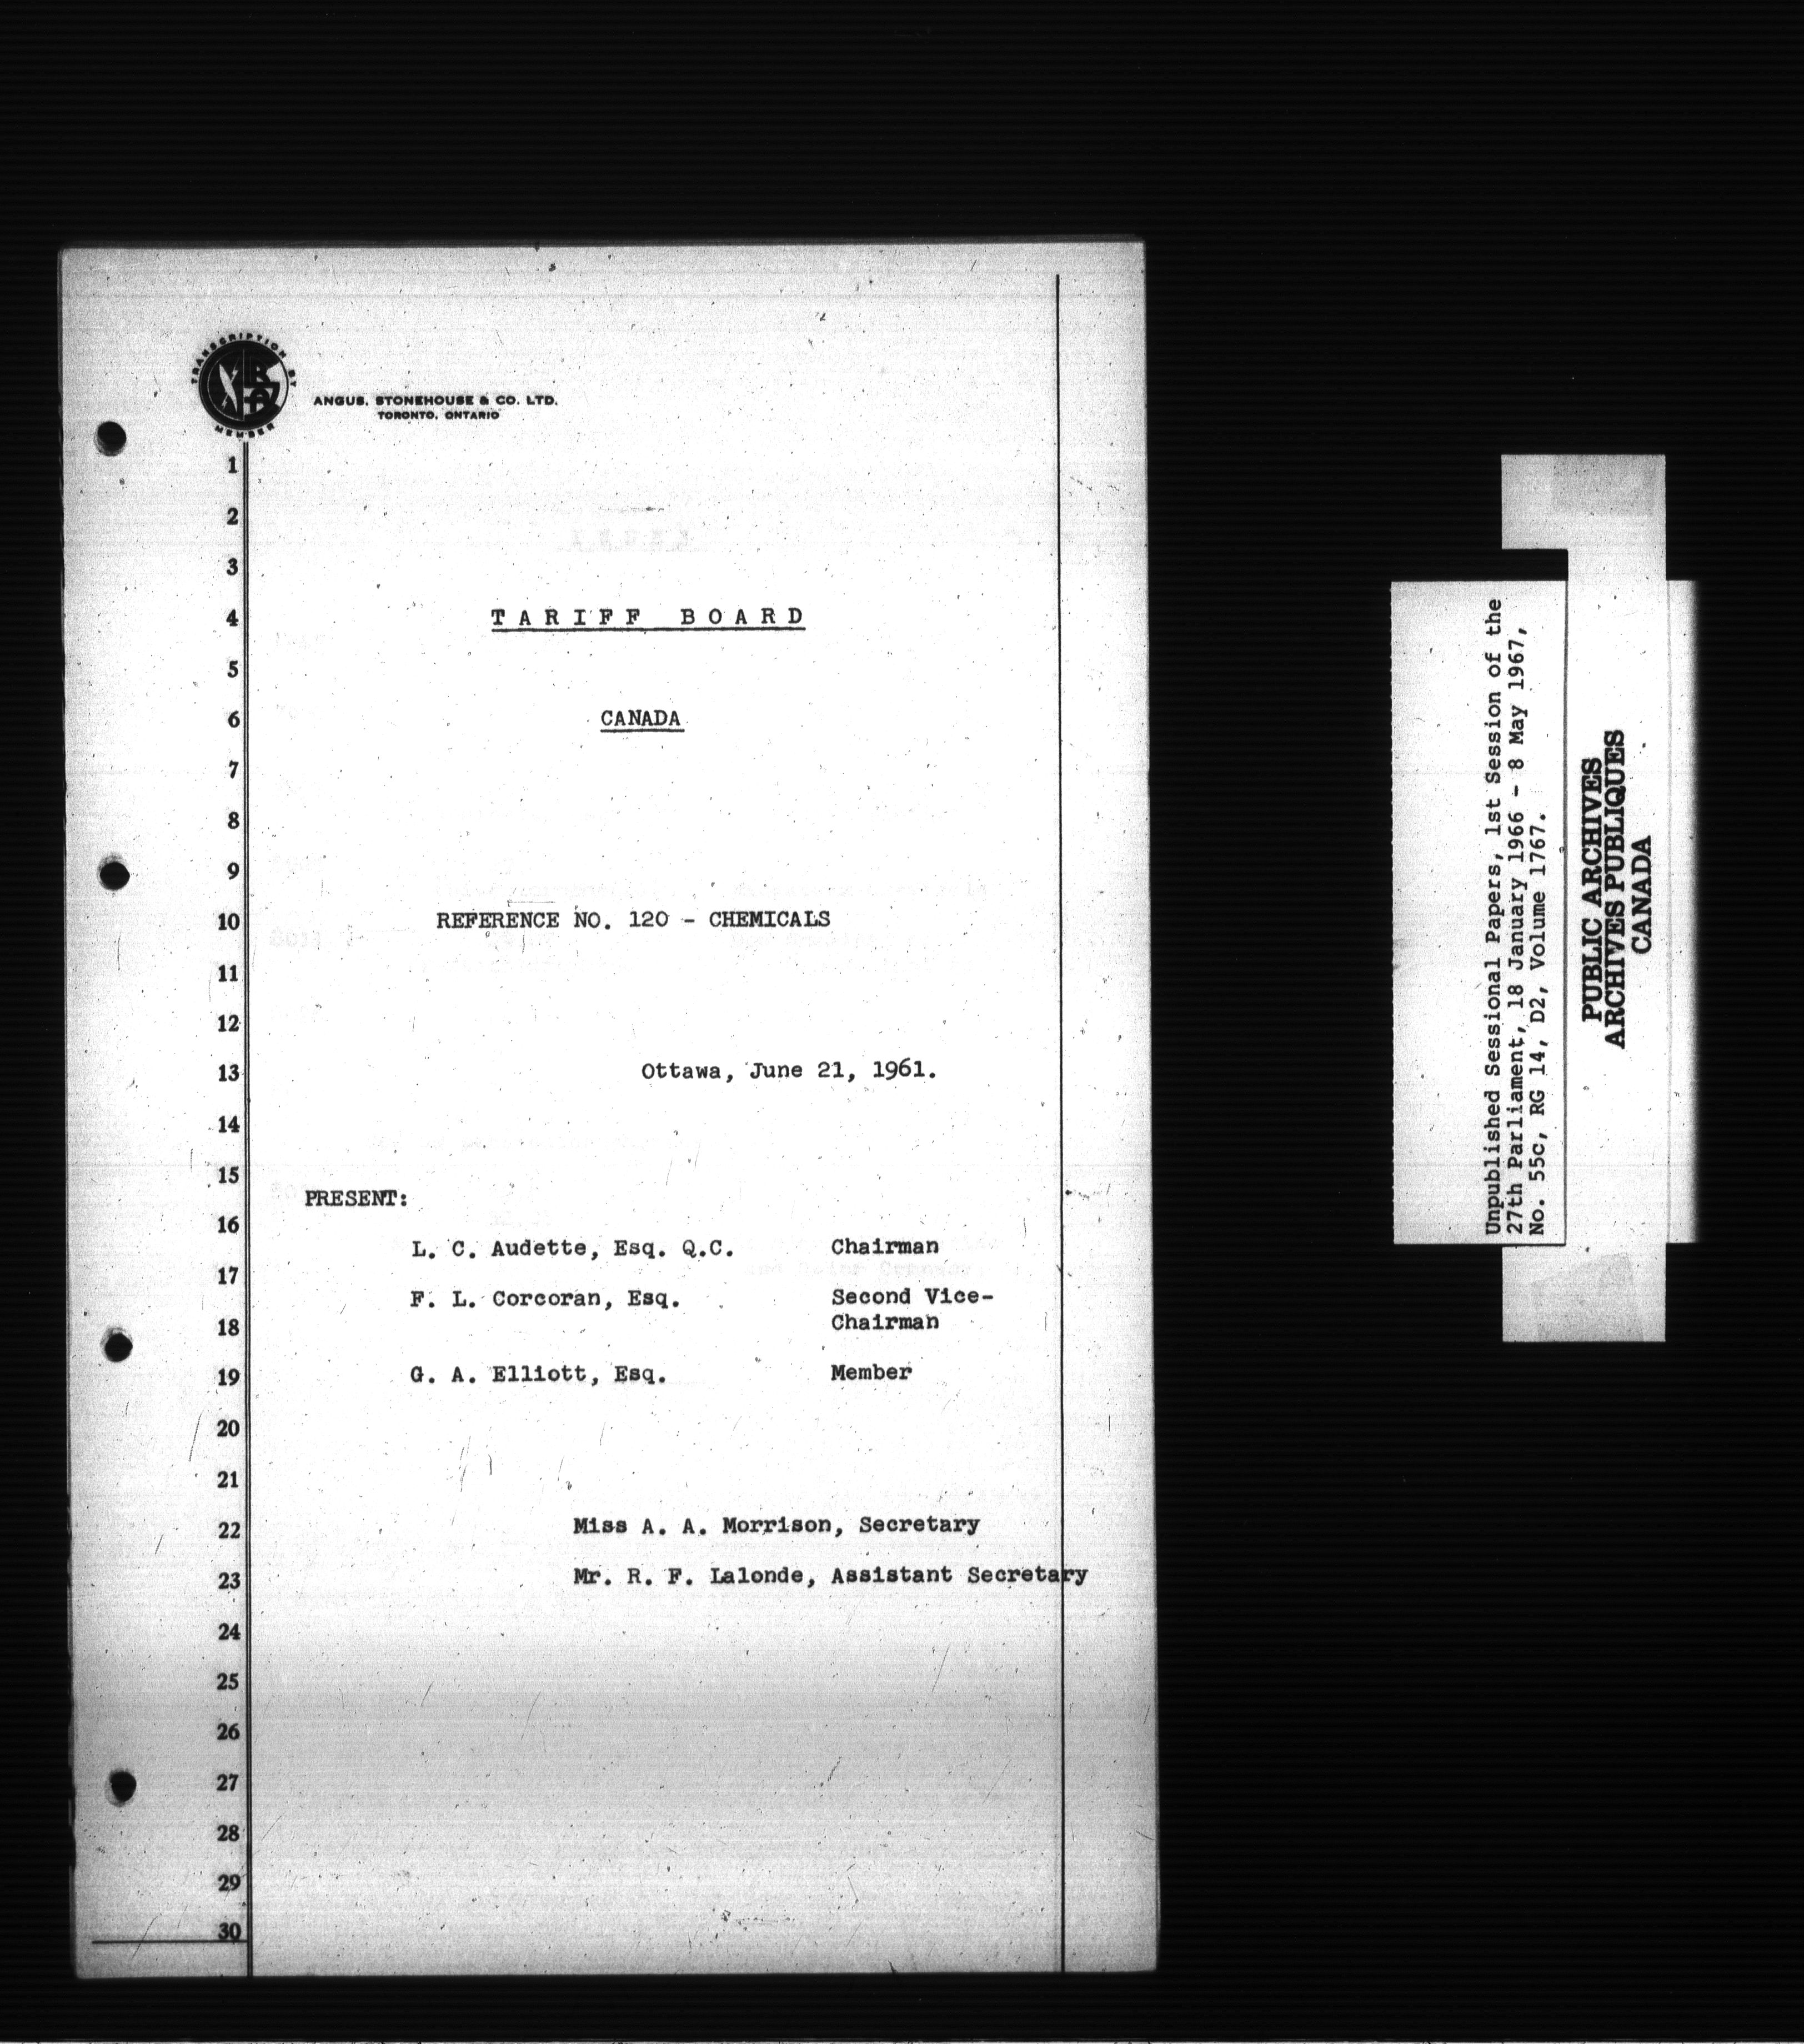 TRANSCRIPTION BY
MEMBER
ANGUS, STONEHOUSE & CO. LTD.
TORONTO, ONTARIO
1
2
3
4
TARIFF BOARD
5
6
CANADA
7
8
9
10
REFERENCE NO. 120 - CHEMICALS
11
12
13
Ottawa, June 21, 1961.
14
15
PRESENT:
16
L. C. Audette, Esq. Q.C. Chairman
17
F. L. Corcoran, Esq. Second Vice-
Chairman
18
19
G. A. Elliott, Esq. Member
20
21
22
Miss A. A. Morrison, Secretary
23
Mr. R. F. Lalonde, Assistant Secretary
24
25
26
27
28
29
30
Unpublished Sessional Papers, 1st Session of the
27th Parliament, 18 January 1966 - 8 May 1967,
No. 55c, RG 14, D2, Volume 1767.
PUBLIC ARCHIVES
ARCHIVES PUBLIQUES
CANADA